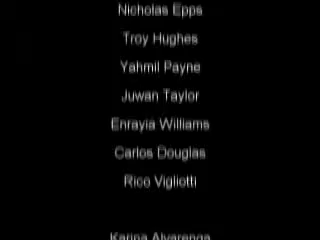 Nicholas Epps
Troy Hughes
Yahmil Payne
Juwan Taylor
Enrayia Williams
Carlos Douglas
Rico Vigliotti
Karina Alvarenga